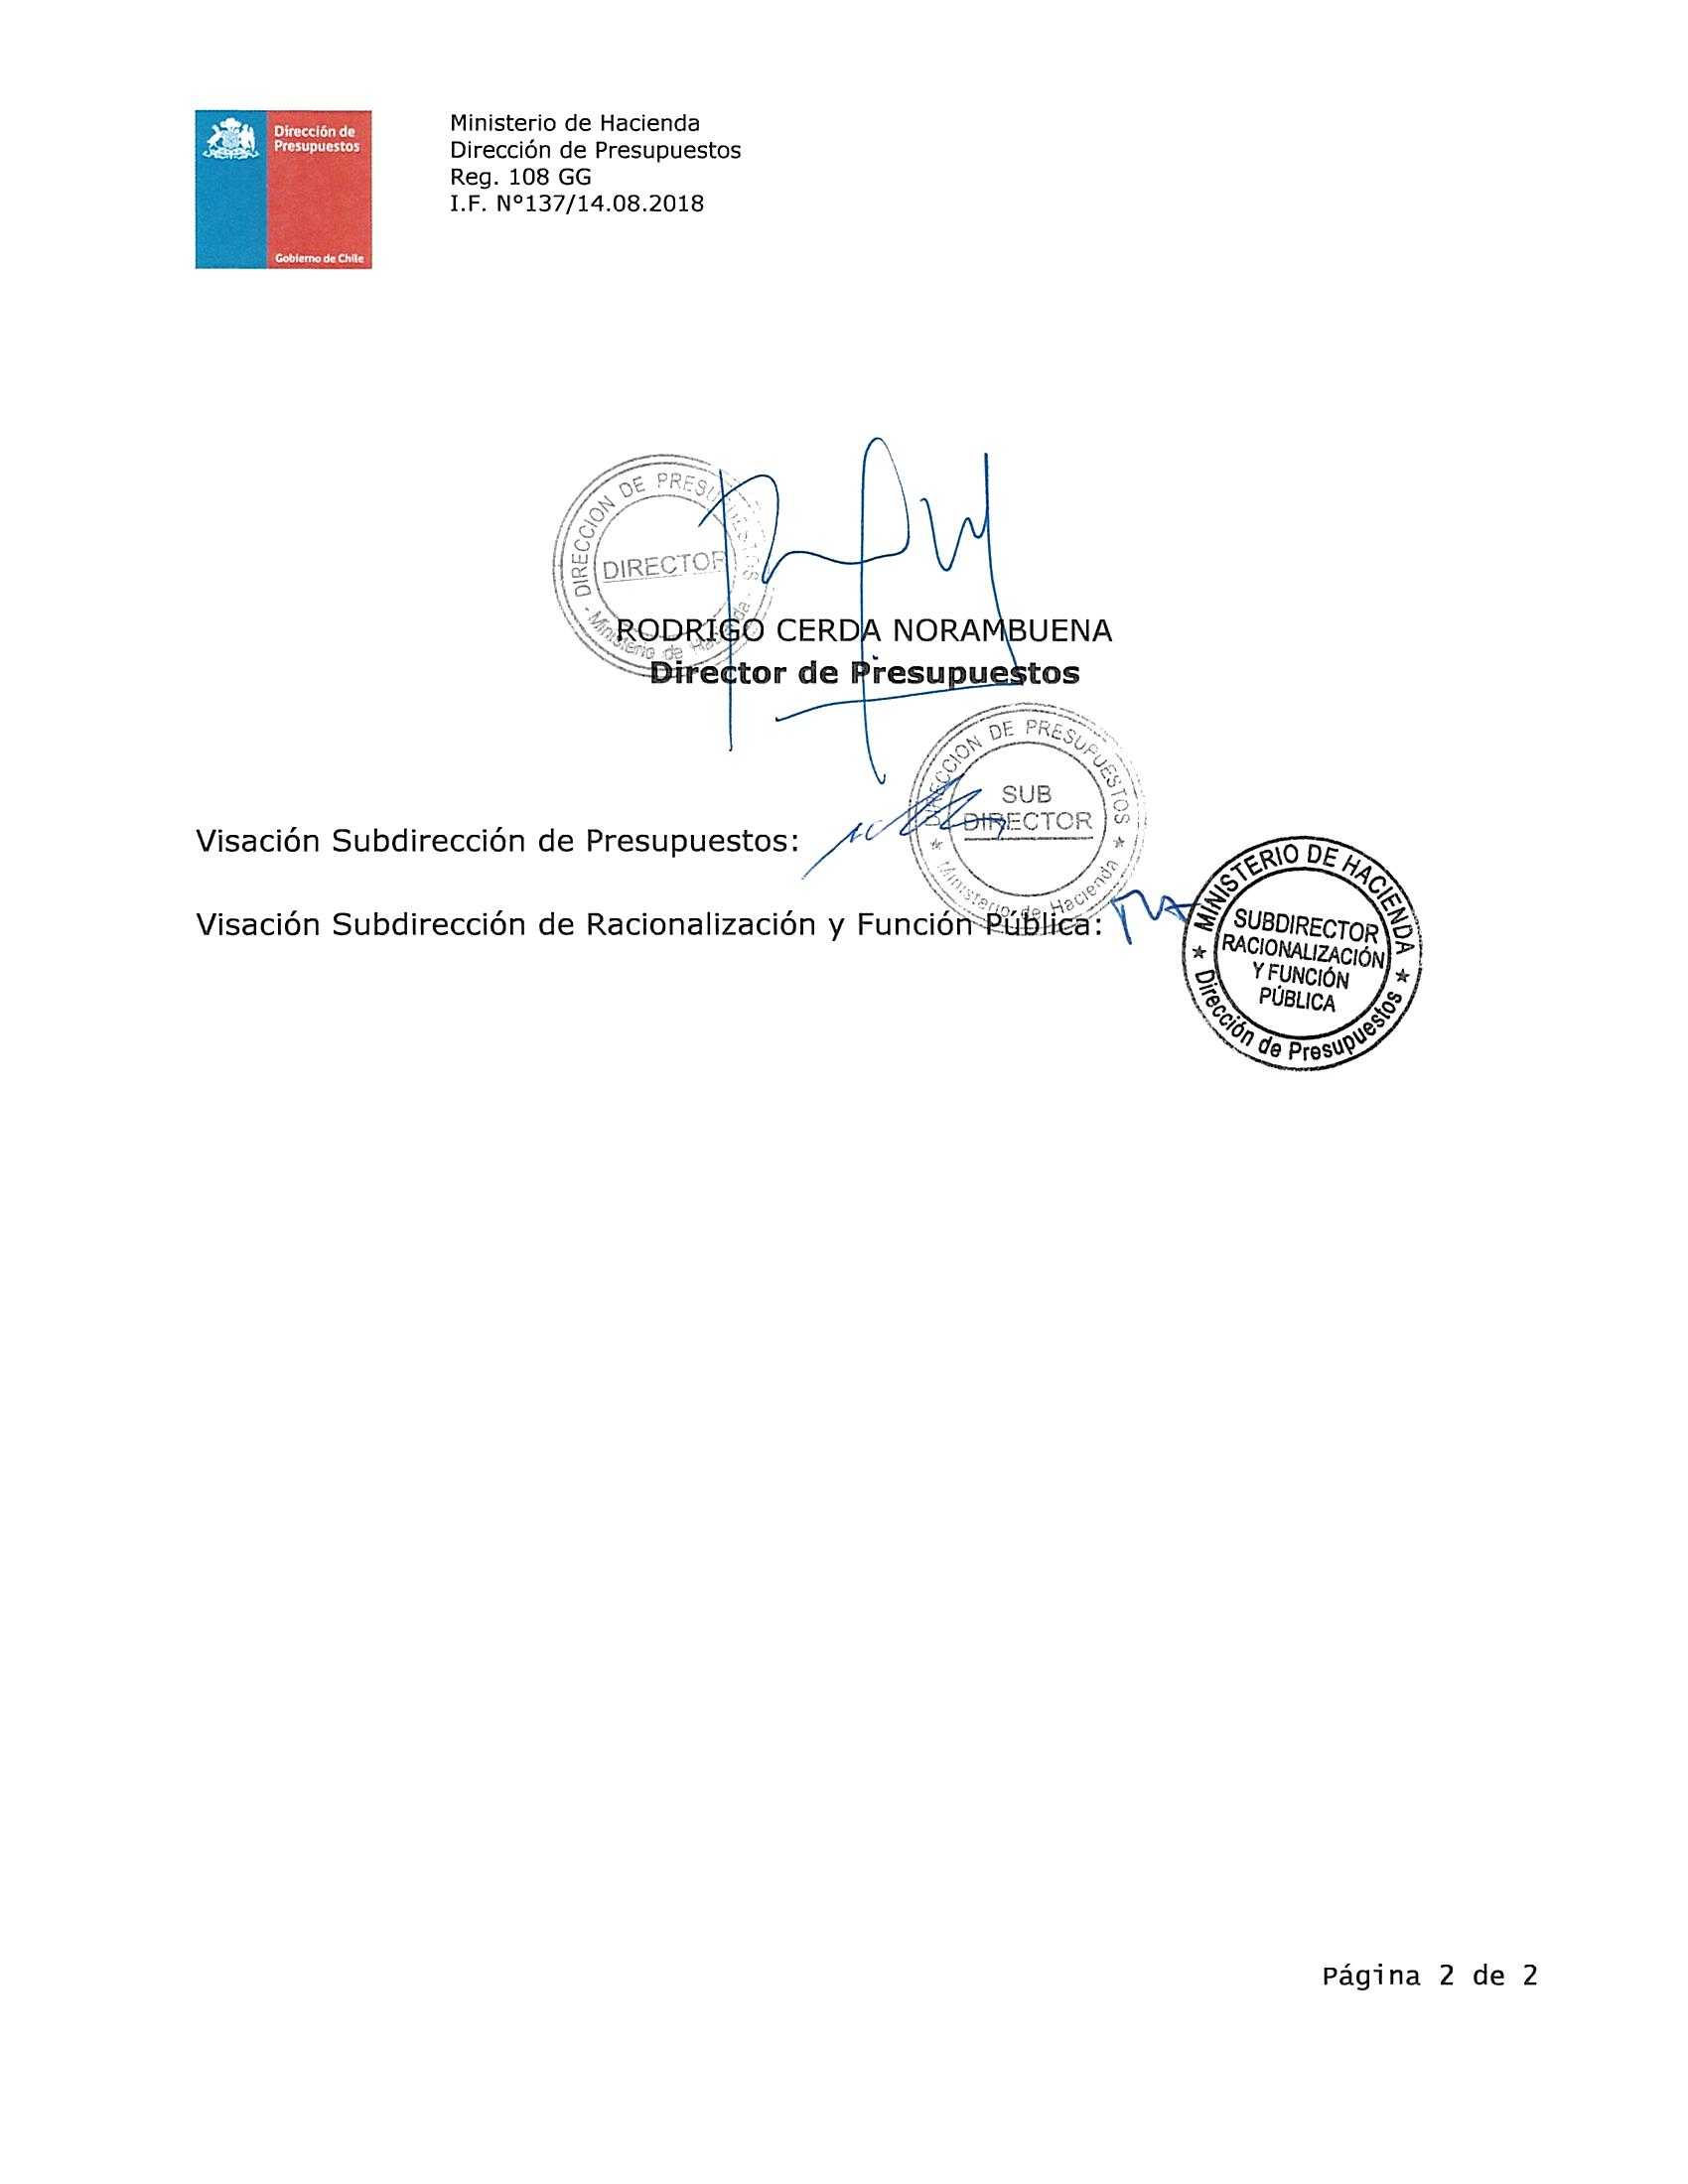 Dirección de
Presupuestos
Gobierno de Chile
Ministerio de Hacienda
Dirección de Presupuestos
Reg. 108 GG
I.F. N°137/14.08.2018
DIRECCION DE PRESUPUESTOS
DIRECTOR
Ministerio de Hacienda
RODRIGO CERDA NORAMBUENA
Director de Presupuestos
DIRECCION DE PRESUPUESTOS
SUB
DIRECTOR
Ministerio de Hacienda
Visación Subdirección de Presupuestos:
Visación Subdirección de Racionalización y Función Pública:
MINISTERIO DE HACIENDA
SUBDIRECTOR
RACIONALIZACIÓN
Y FUNCIÓN
PÚBLICA
Dirección de Presupuestos
Página 2 de 2